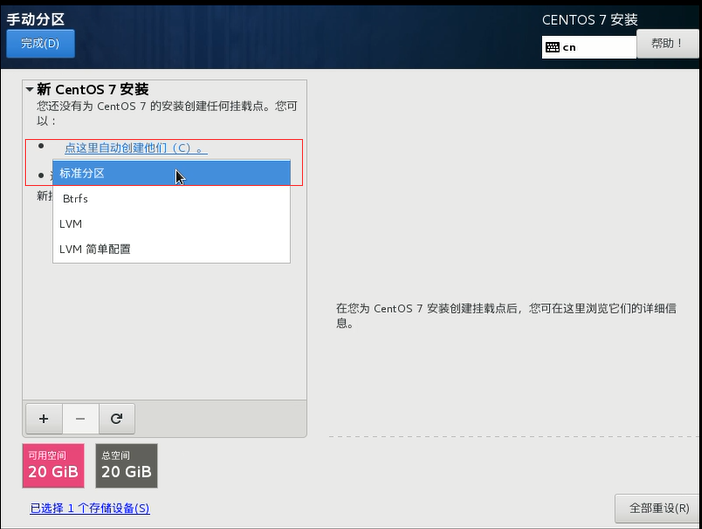 手动分区
CENTOS 7 安装
完成(D)
cn
帮助！
新 CentOS 7 安装
您还没有为 CentOS 7 的安装创建任何挂载点。您可
以：
点这里自动创建他们（C）。
标准分区
新
Btrfs
LVM
LVM 简单配置
在您为 CentOS 7 安装创建挂载点后，您可在这里浏览它们的详细信
息。
+ −
可用空间
20 GiB
总空间
20 GiB
已选择 1 个存储设备(S)
全部重设(R)